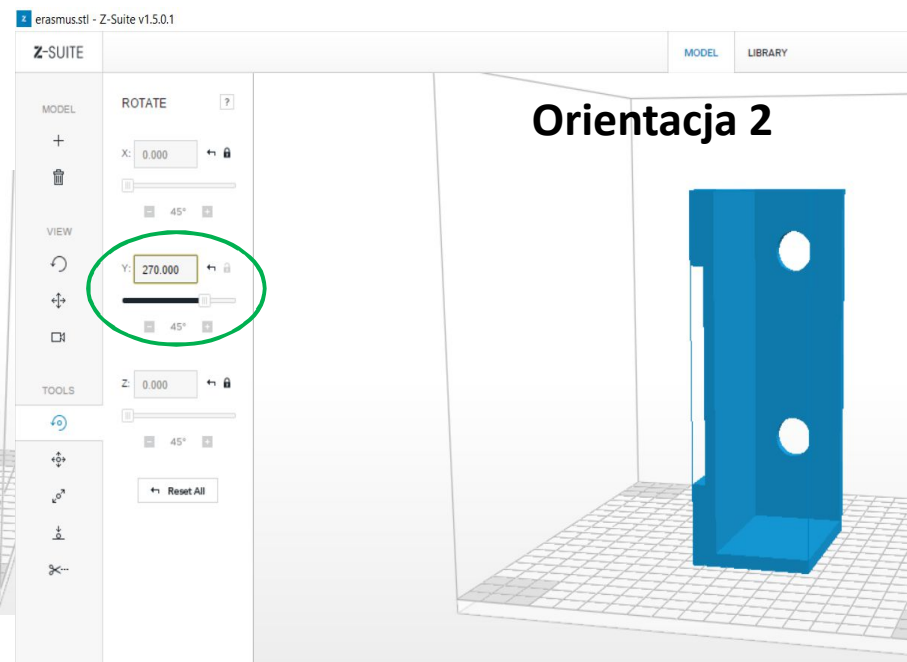 z erasmus.stl - Z-Suite v1.5.0.1
Z-SUITE
MODEL LIBRARY
MODEL
ROTATE ?
Orientacja 2
X: 0.000
45°
VIEW
Y: 270.000
45°
TOOLS
Z: 0.000
45°
Reset All